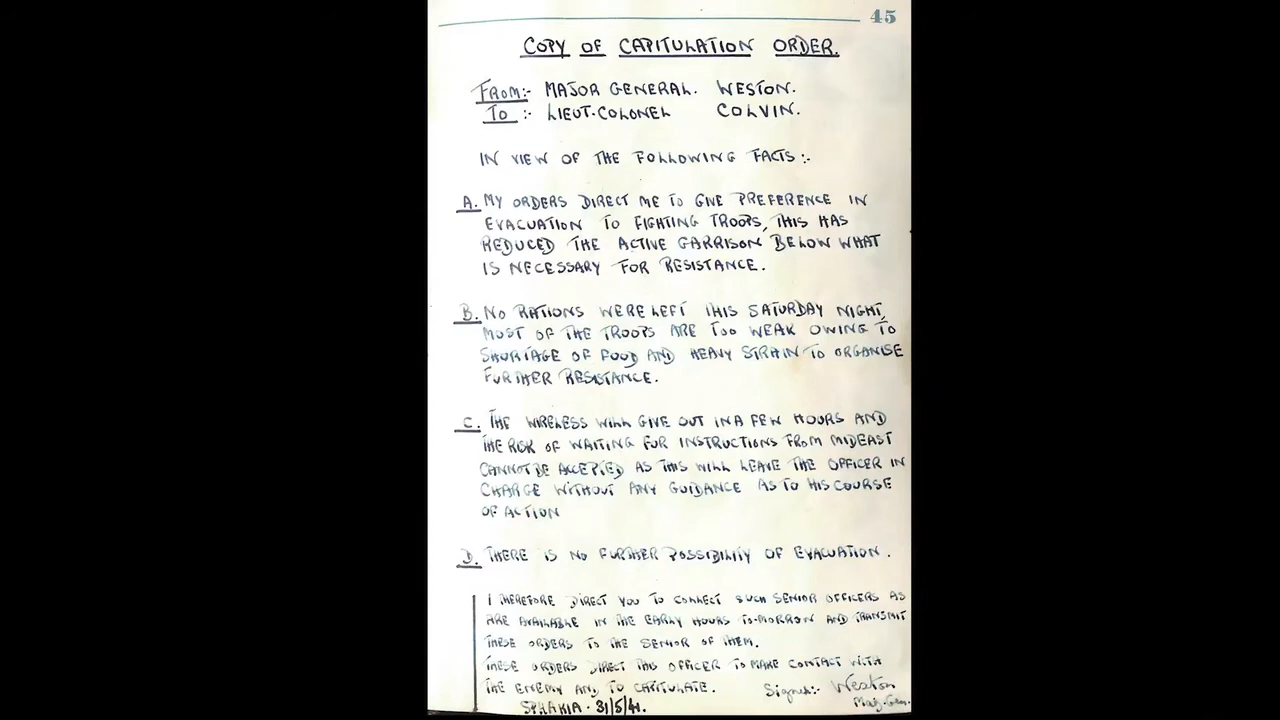 45
COPY OF CAPITULATION ORDER.
FROM:- MAJOR GENERAL. WESTON.
TO :- LIEUT-COLONEL COLVIN.
IN VIEW OF THE FOLLOWING FACTS:-
A. MY ORDERS DIRECT ME TO GIVE PREFERENCE IN
EVACUATION TO FIGHTING TROOPS, THIS HAS
REDUCED THE ACTIVE GARRISON BELOW WHAT
IS NECESSARY FOR RESISTANCE.
B. NO RATIONS WERE LEFT THIS SATURDAY NIGHT,
MOST OF THE TROOPS ARE TOO WEAK OWING TO
SHORTAGE OF FOOD AND HEAVY STRAIN TO ORGANISE
FURTHER RESISTANCE.
C. THE WIRELESS WILL GIVE OUT IN A FEW HOURS AND
THE RISK OF WAITING FOR INSTRUCTIONS FROM MIDEAST
CANNOT BE ACCEPTED AS THIS WILL LEAVE THE OFFICER IN
CHARGE WITHOUT ANY GUIDANCE AS TO HIS COURSE
OF ACTION
D. THERE IS NO FURTHER POSSIBILITY OF EVACUATION.
I THEREFORE DIRECT YOU TO COLLECT SUCH SENIOR OFFICERS AS
ARE AVAILABLE IN THE EARLY HOURS TO-MORROW AND TRANSMIT
THESE ORDERS TO THE SENIOR OF THEM.
THESE ORDERS DIRECT THIS OFFICER TO MAKE CONTACT WITH
THE ENEMY AND TO CAPITULATE. Signed:- Weston
SPHAKIA. 31/5/41. Maj. Gen.